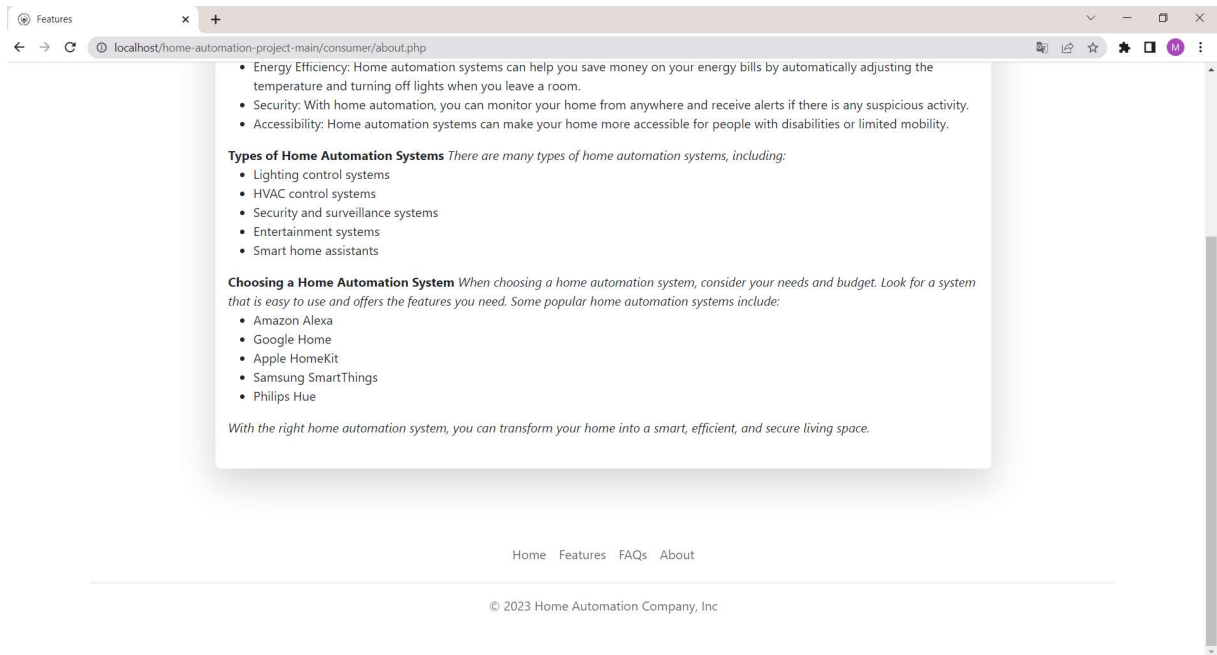 Features
localhost/home-automation-project-main/consumer/about.php
M
• Energy Efficiency: Home automation systems can help you save money on your energy bills by automatically adjusting the
temperature and turning off lights when you leave a room.
• Security: With home automation, you can monitor your home from anywhere and receive alerts if there is any suspicious activity.
• Accessibility: Home automation systems can make your home more accessible for people with disabilities or limited mobility.
Types of Home Automation Systems There are many types of home automation systems, including:
• Lighting control systems
• HVAC control systems
• Security and surveillance systems
• Entertainment systems
• Smart home assistants
Choosing a Home Automation System When choosing a home automation system, consider your needs and budget. Look for a system
that is easy to use and offers the features you need. Some popular home automation systems include:
• Amazon Alexa
• Google Home
• Apple HomeKit
• Samsung SmartThings
• Philips Hue
With the right home automation system, you can transform your home into a smart, efficient, and secure living space.
Home Features FAQs About
© 2023 Home Automation Company, Inc